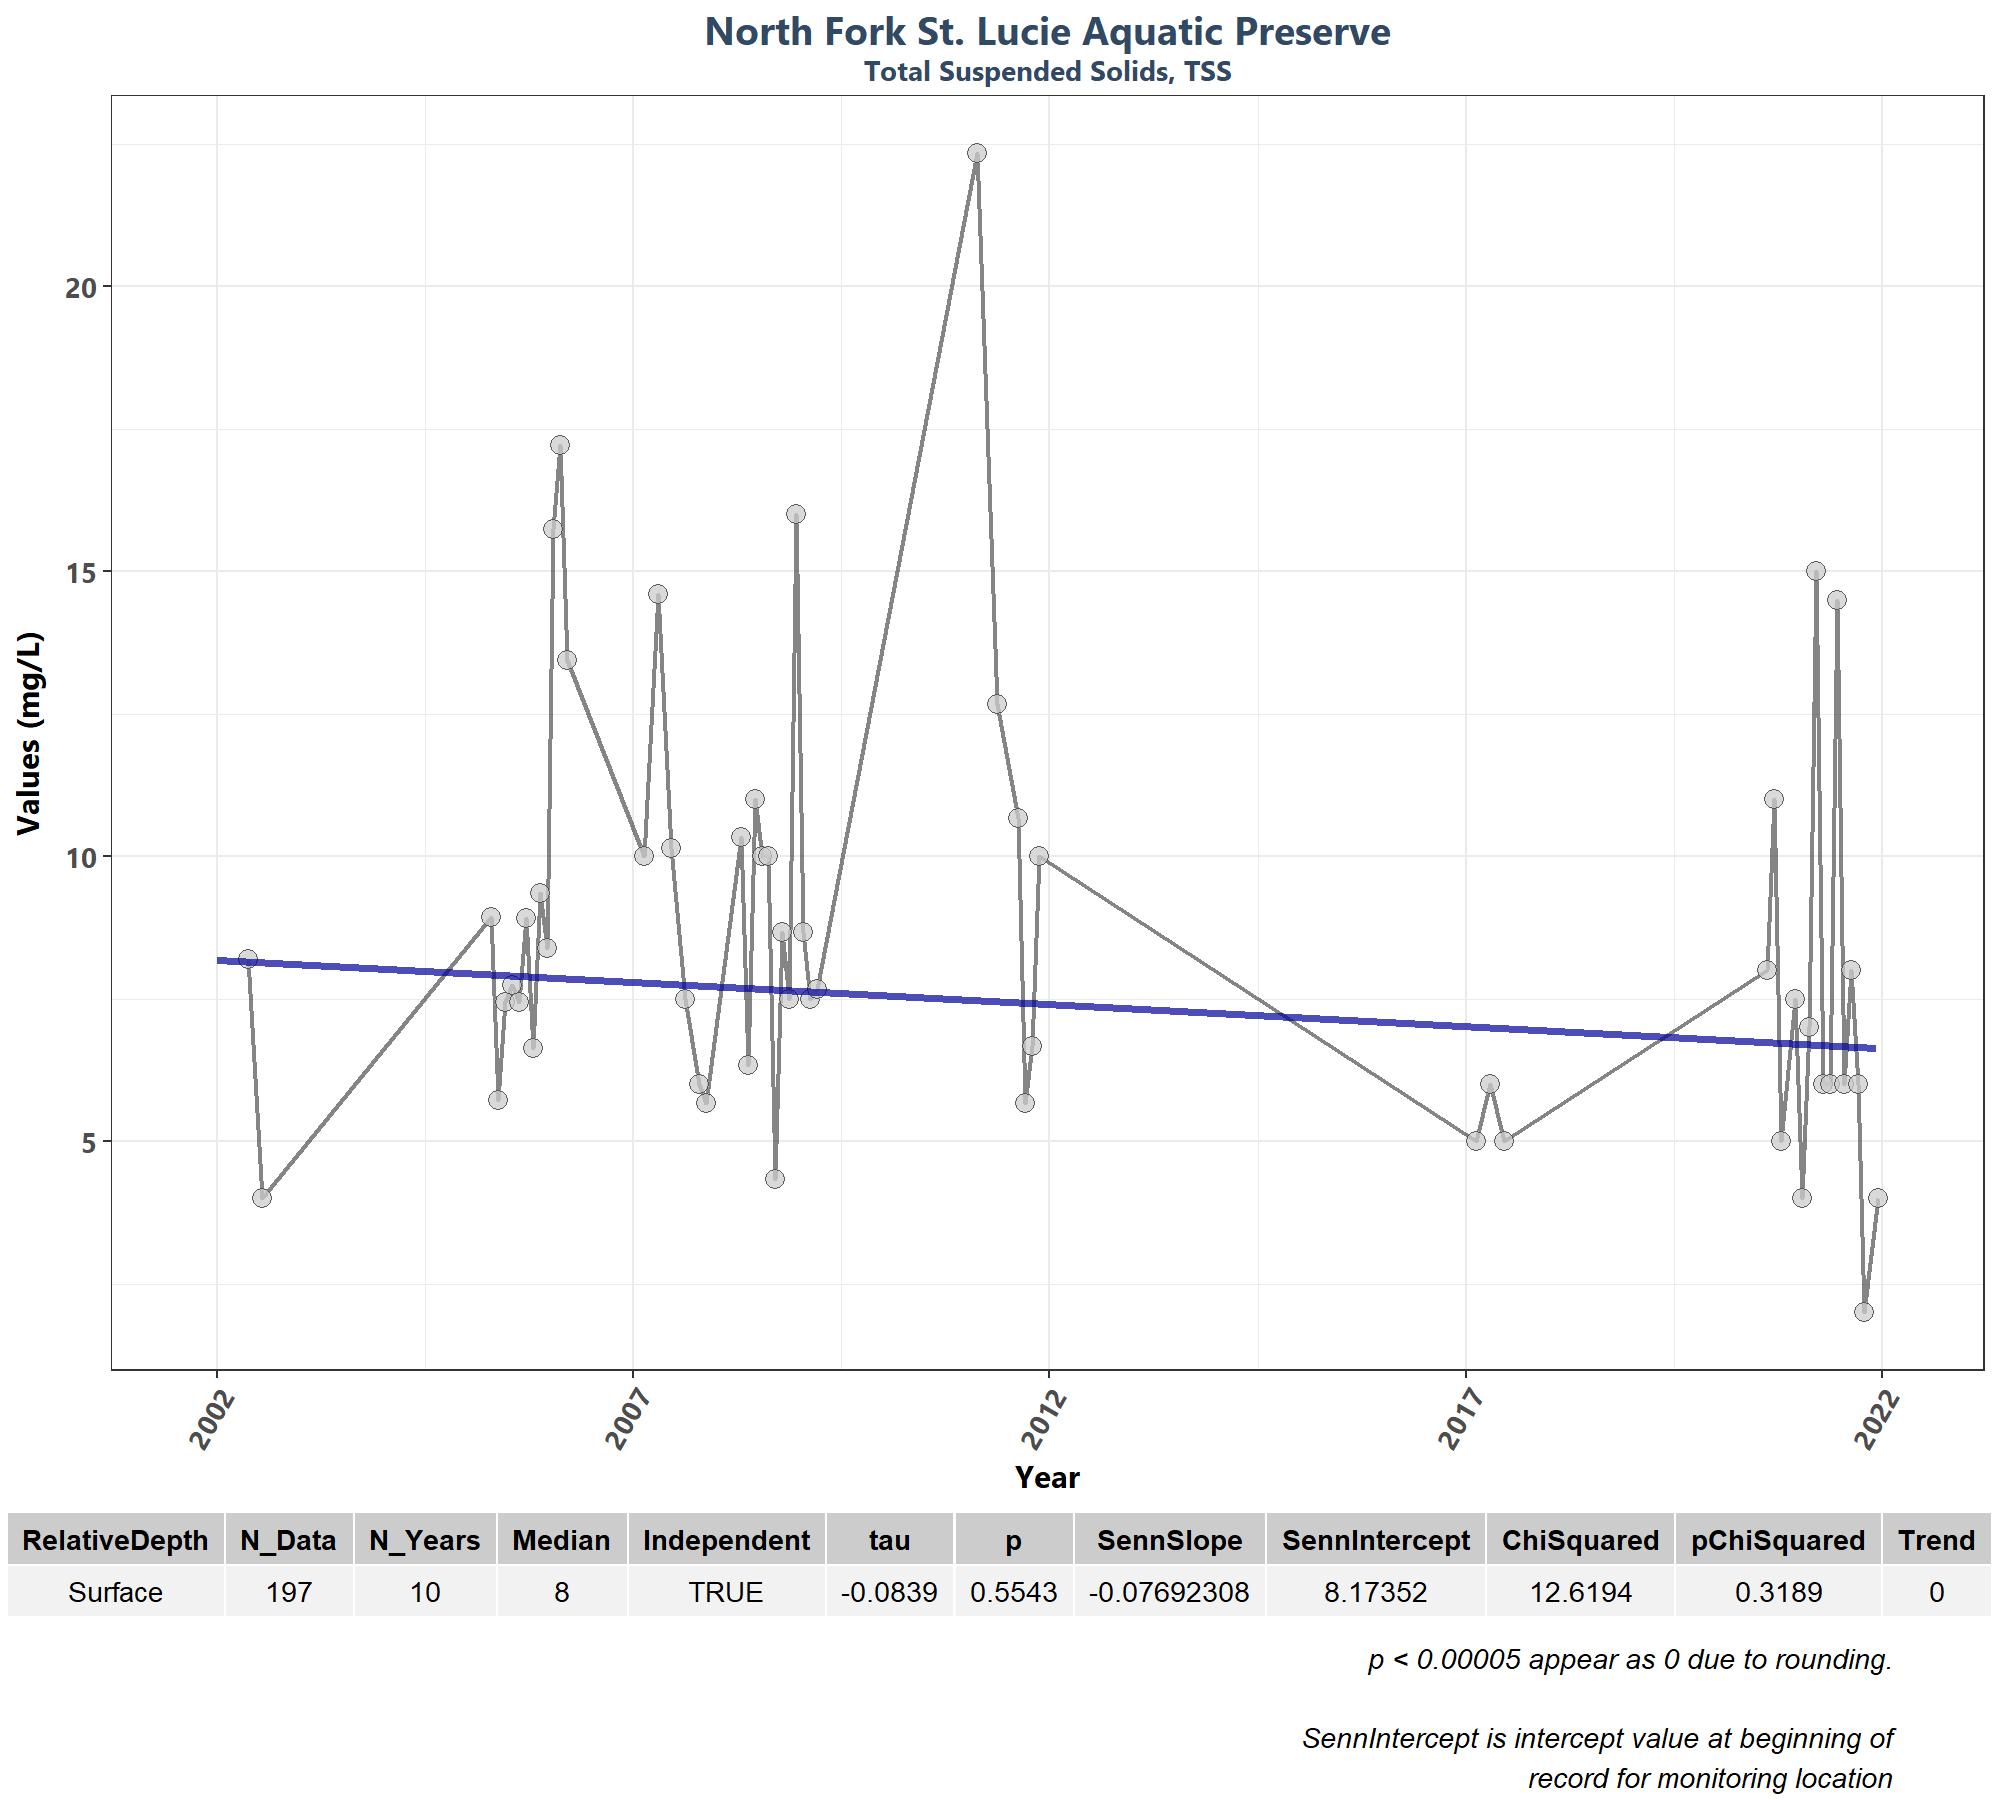 North Fork St. Lucie Aquatic Preserve
Total Suspended Solids, TSS
Values (mg/L)
20
15
10
5
2002 2007 2012 2017 2022
Year
RelativeDepth N_Data N_Years Median Independent tau p SennSlope SennIntercept ChiSquared pChiSquared Trend
Surface 197 10 8 TRUE -0.0839 0.5543 -0.07692308 8.17352 12.6194 0.3189 0
p < 0.00005 appear as 0 due to rounding.
SennIntercept is intercept value at beginning of
record for monitoring location